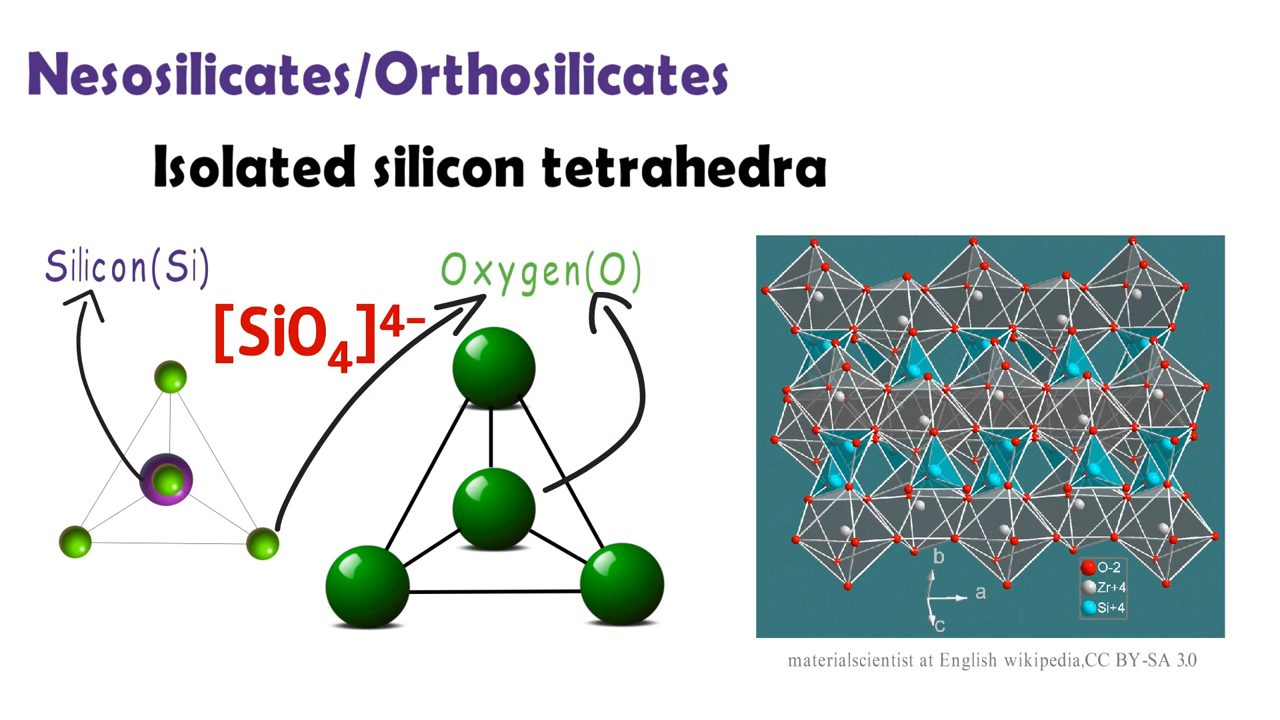 Nesosilicates/Orthosilicates
Isolated silicon tetrahedra
Silicon(Si)
Oxygen(O)
[SiO₄]⁴⁻
O-2
Zr+4
Si+4
b
a
c
materialscientist at English wikipedia,CC BY-SA 3.0